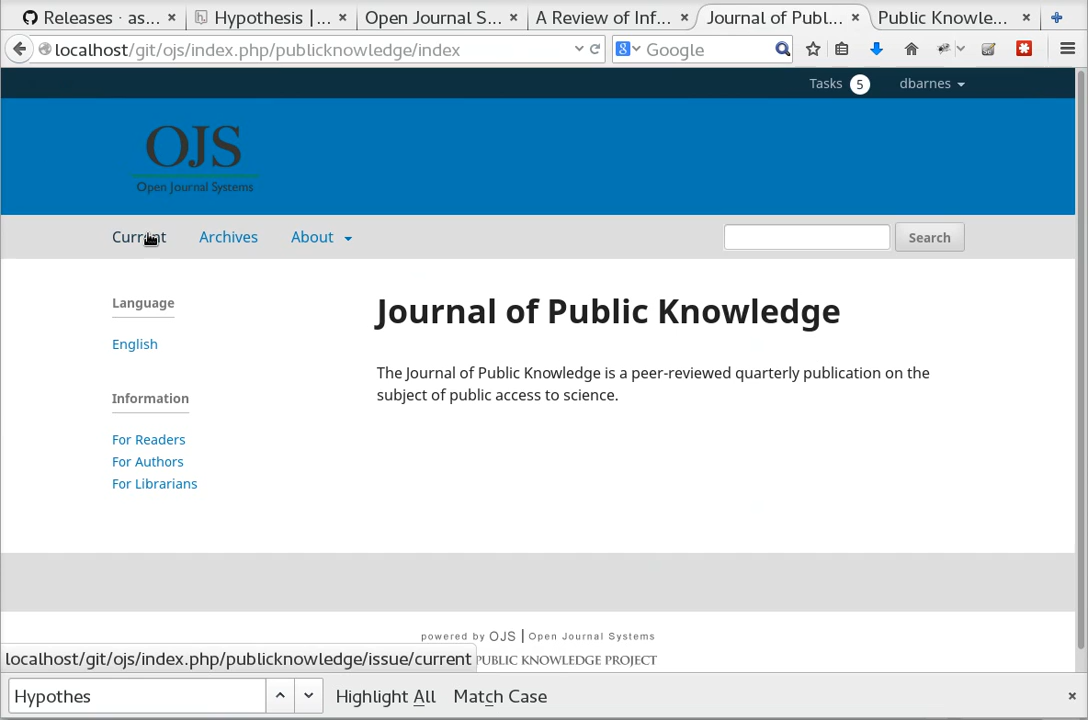 Releases · as...
Hypothesis | ...
Open Journal S...
A Review of Inf...
Journal of Publ...
Public Knowle...
localhost/git/ojs/index.php/publicknowledge/index
Google
Tasks 5
dbarnes
OJS
Open Journal Systems
Current
Archives
About
Search
Language
English
Information
For Readers
For Authors
For Librarians
Journal of Public Knowledge
The Journal of Public Knowledge is a peer-reviewed quarterly publication on the
subject of public access to science.
powered by OJS | Open Journal Systems
PUBLIC KNOWLEDGE PROJECT
localhost/git/ojs/index.php/publicknowledge/issue/current
Hypothes
Highlight All
Match Case